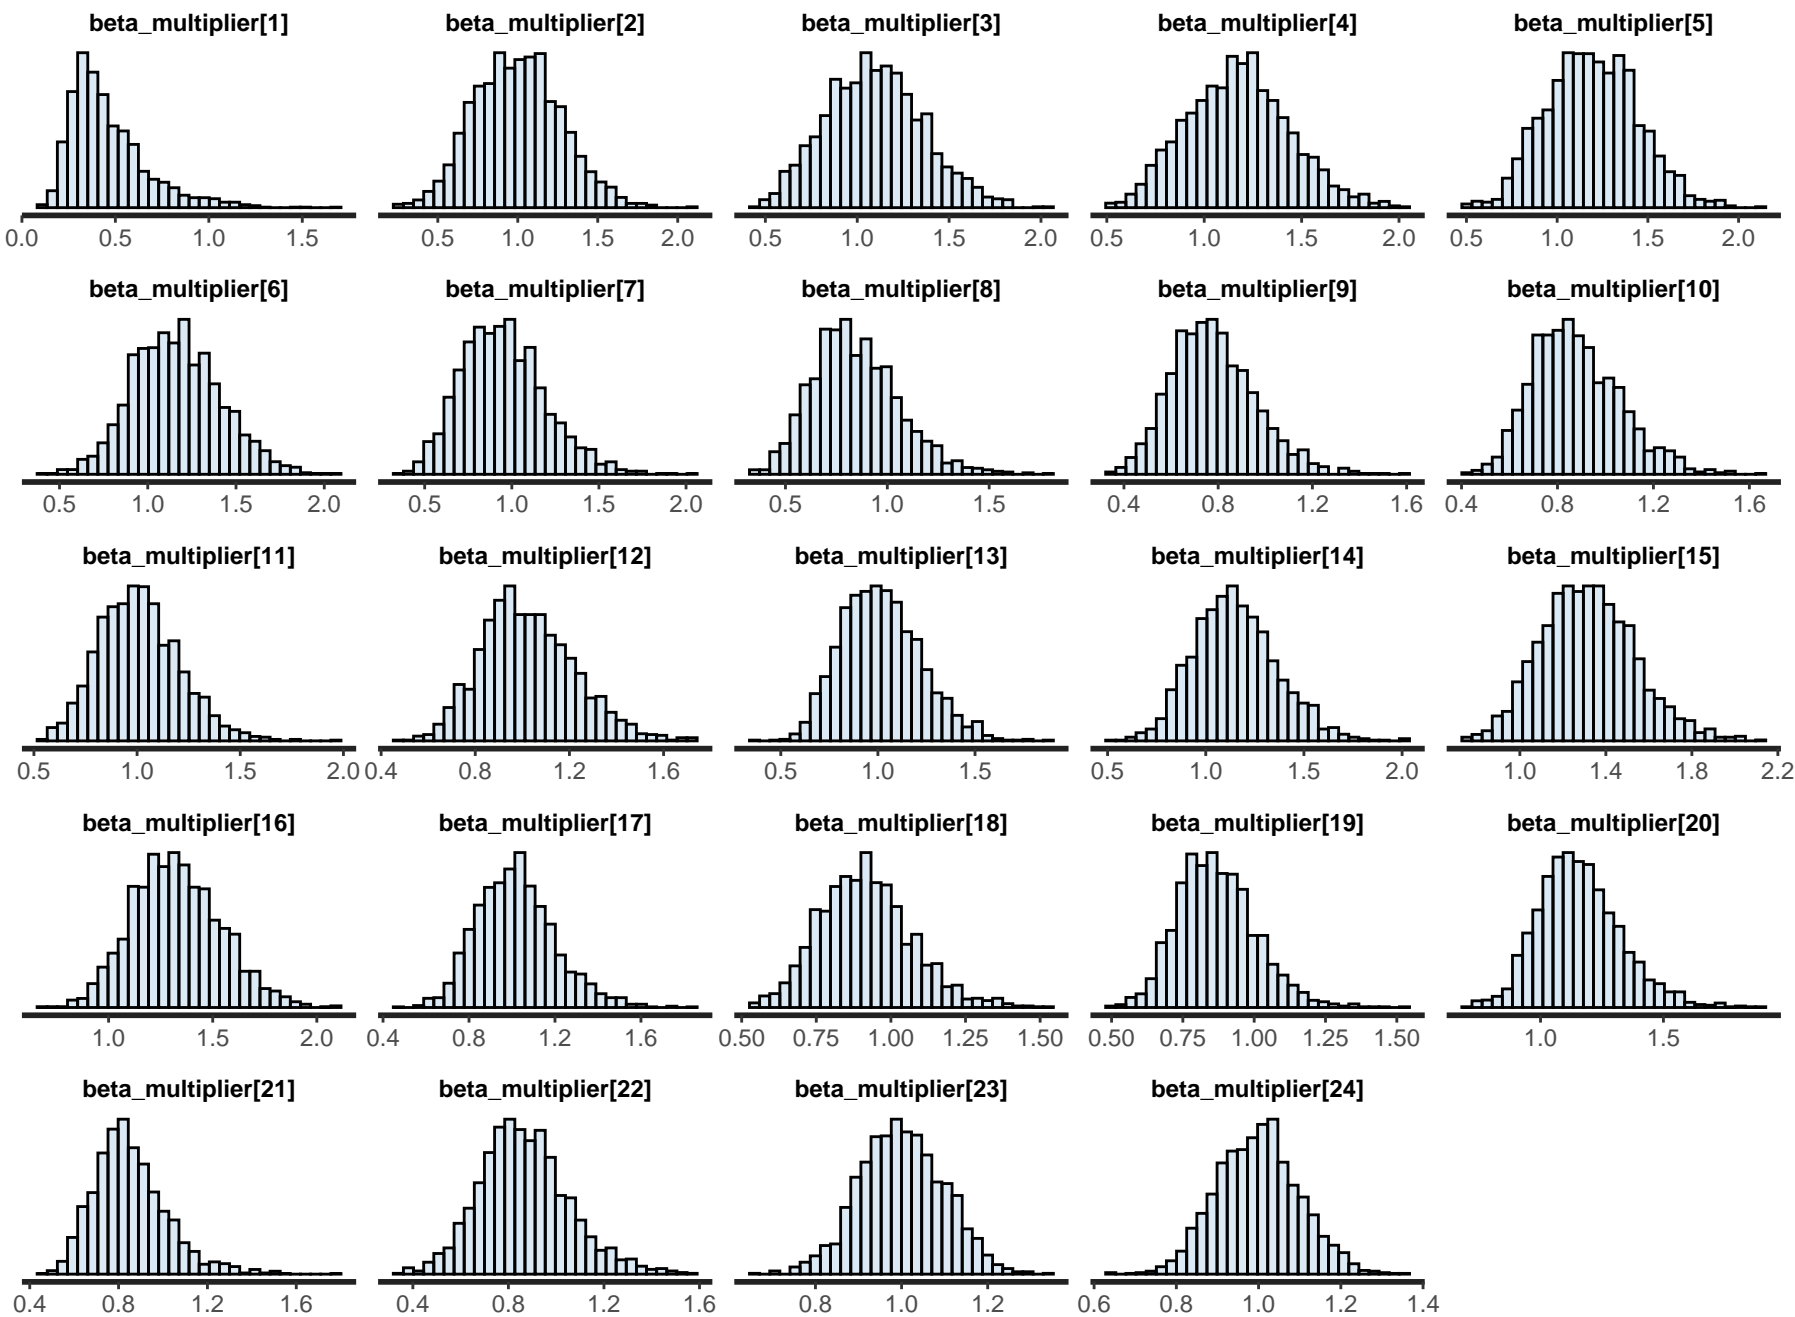 beta_multiplier[1] beta_multiplier[2] beta_multiplier[3] beta_multiplier[4] beta_multiplier[5]
0.0 0.5 1.0 1.5 0.5 1.0 1.5 2.0 0.5 1.0 1.5 2.0 0.5 1.0 1.5 2.0 0.5 1.0 1.5 2.0
beta_multiplier[6] beta_multiplier[7] beta_multiplier[8] beta_multiplier[9] beta_multiplier[10]
0.5 1.0 1.5 2.0 0.5 1.0 1.5 2.0 0.5 1.0 1.5 0.4 0.8 1.2 1.6 0.4 0.8 1.2 1.6
beta_multiplier[11] beta_multiplier[12] beta_multiplier[13] beta_multiplier[14] beta_multiplier[15]
0.5 1.0 1.5 2.0 0.4 0.8 1.2 1.6 0.5 1.0 1.5 0.5 1.0 1.5 2.0 1.0 1.4 1.8 2.2
beta_multiplier[16] beta_multiplier[17] beta_multiplier[18] beta_multiplier[19] beta_multiplier[20]
1.0 1.5 2.0 0.4 0.8 1.2 1.6 0.50 0.75 1.00 1.25 1.50 0.50 0.75 1.00 1.25 1.50 1.0 1.5
beta_multiplier[21] beta_multiplier[22] beta_multiplier[23] beta_multiplier[24]
0.4 0.8 1.2 1.6 0.4 0.8 1.2 1.6 0.8 1.0 1.2 0.6 0.8 1.0 1.2 1.4